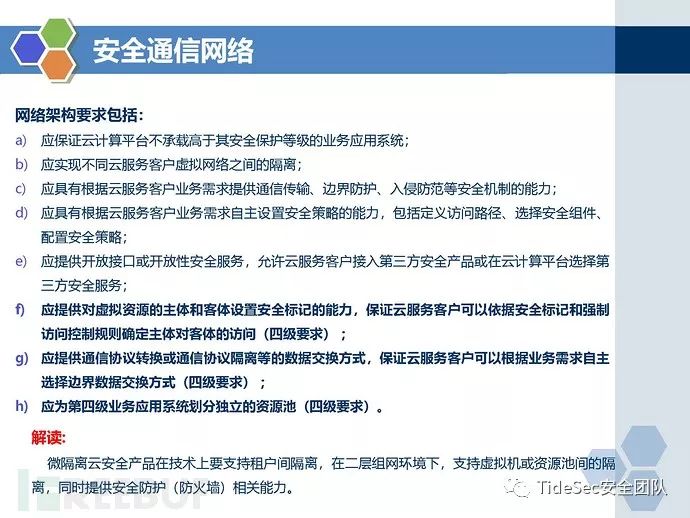 安全通信网络
网络架构要求包括：
a) 应保证云计算平台不承载高于其安全保护等级的业务应用系统；
b) 应实现不同云服务客户虚拟网络之间的隔离；
c) 应具有根据云服务客户业务需求提供通信传输、边界防护、入侵防范等安全机制的能力；
d) 应具有根据云服务客户业务需求自主设置安全策略的能力，包括定义访问路径、选择安全组件、
配置安全策略；
e) 应提供开放接口或开放性安全服务，允许云服务客户接入第三方安全产品或在云计算平台选择第
三方安全服务；
f) 应提供对虚拟资源的主体和客体设置安全标记的能力，保证云服务客户可以依据安全标记和强制
访问控制规则确定主体对客体的访问（四级要求）；
g) 应提供通信协议转换或通信协议隔离等的数据交换方式，保证云服务客户可以根据业务需求自主
选择边界数据交换方式（四级要求）；
h) 应为第四级业务应用系统划分独立的资源池（四级要求）。
解读:
微隔离云安全产品在技术上要支持租户间隔离，在二层组网环境下，支持虚拟机或资源池间的隔
离，同时提供安全防护（防火墙）相关能力。
TideSec安全团队
FREEBUF